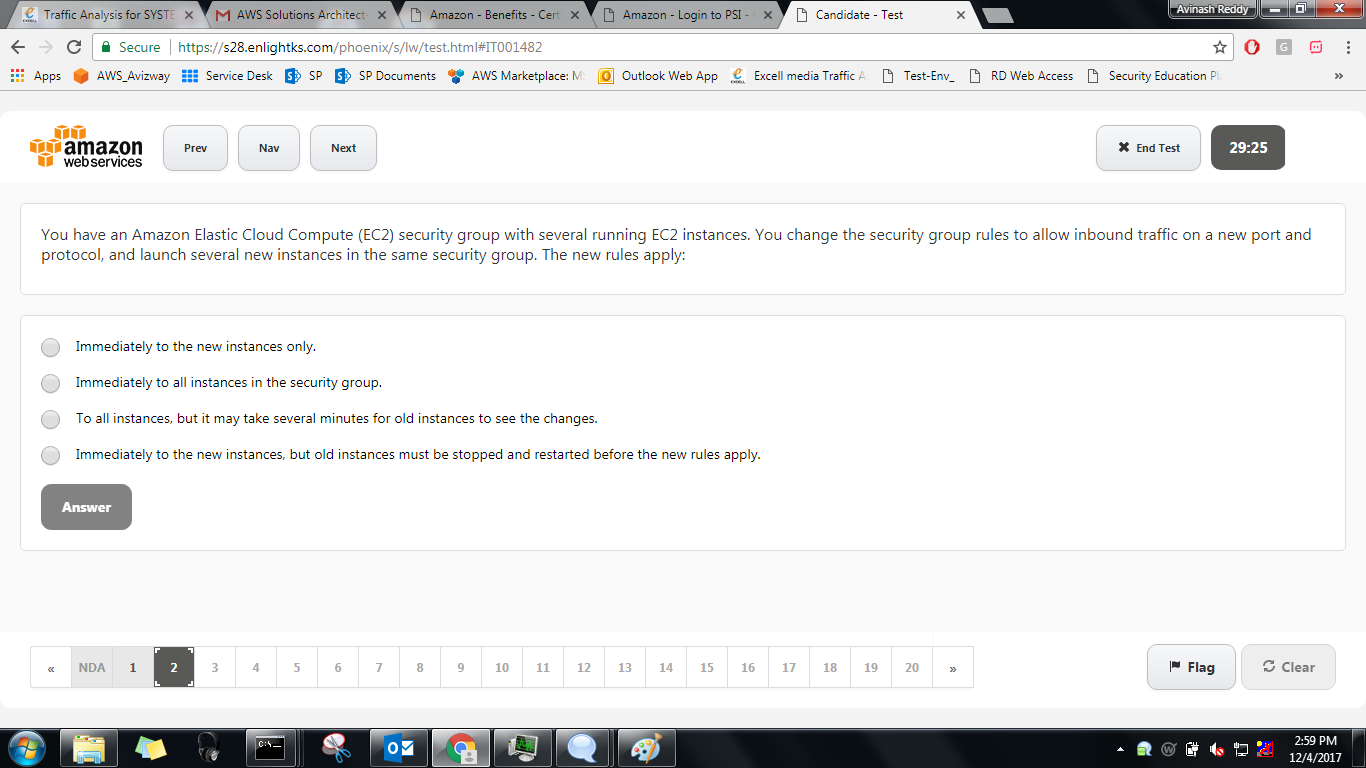 Avinash Reddy
Traffic Analysis for SYSTE
AWS Solutions Architect-
Amazon - Benefits - Cert
Amazon - Login to PSI -
Candidate - Test
Secure
https://s28.enlightks.com/phoenix/s/lw/test.html#IT001482
Apps
AWS_Avizway
Service Desk
SP
SP Documents
AWS Marketplace: M
Outlook Web App
Excell media Traffic A
Test-Env_
RD Web Access
Security Education Pl
»
amazon
webservices
Prev
Nav
Next
✖ End Test
29:25
You have an Amazon Elastic Cloud Compute (EC2) security group with several running EC2 instances. You change the security group rules to allow inbound traffic on a new port and
protocol, and launch several new instances in the same security group. The new rules apply:
Immediately to the new instances only.
Immediately to all instances in the security group.
To all instances, but it may take several minutes for old instances to see the changes.
Immediately to the new instances, but old instances must be stopped and restarted before the new rules apply.
Answer
« NDA 1 2 3 4 5 6 7 8 9 10 11 12 13 14 15 16 17 18 19 20 »
Flag
Clear
2:59 PM
12/4/2017